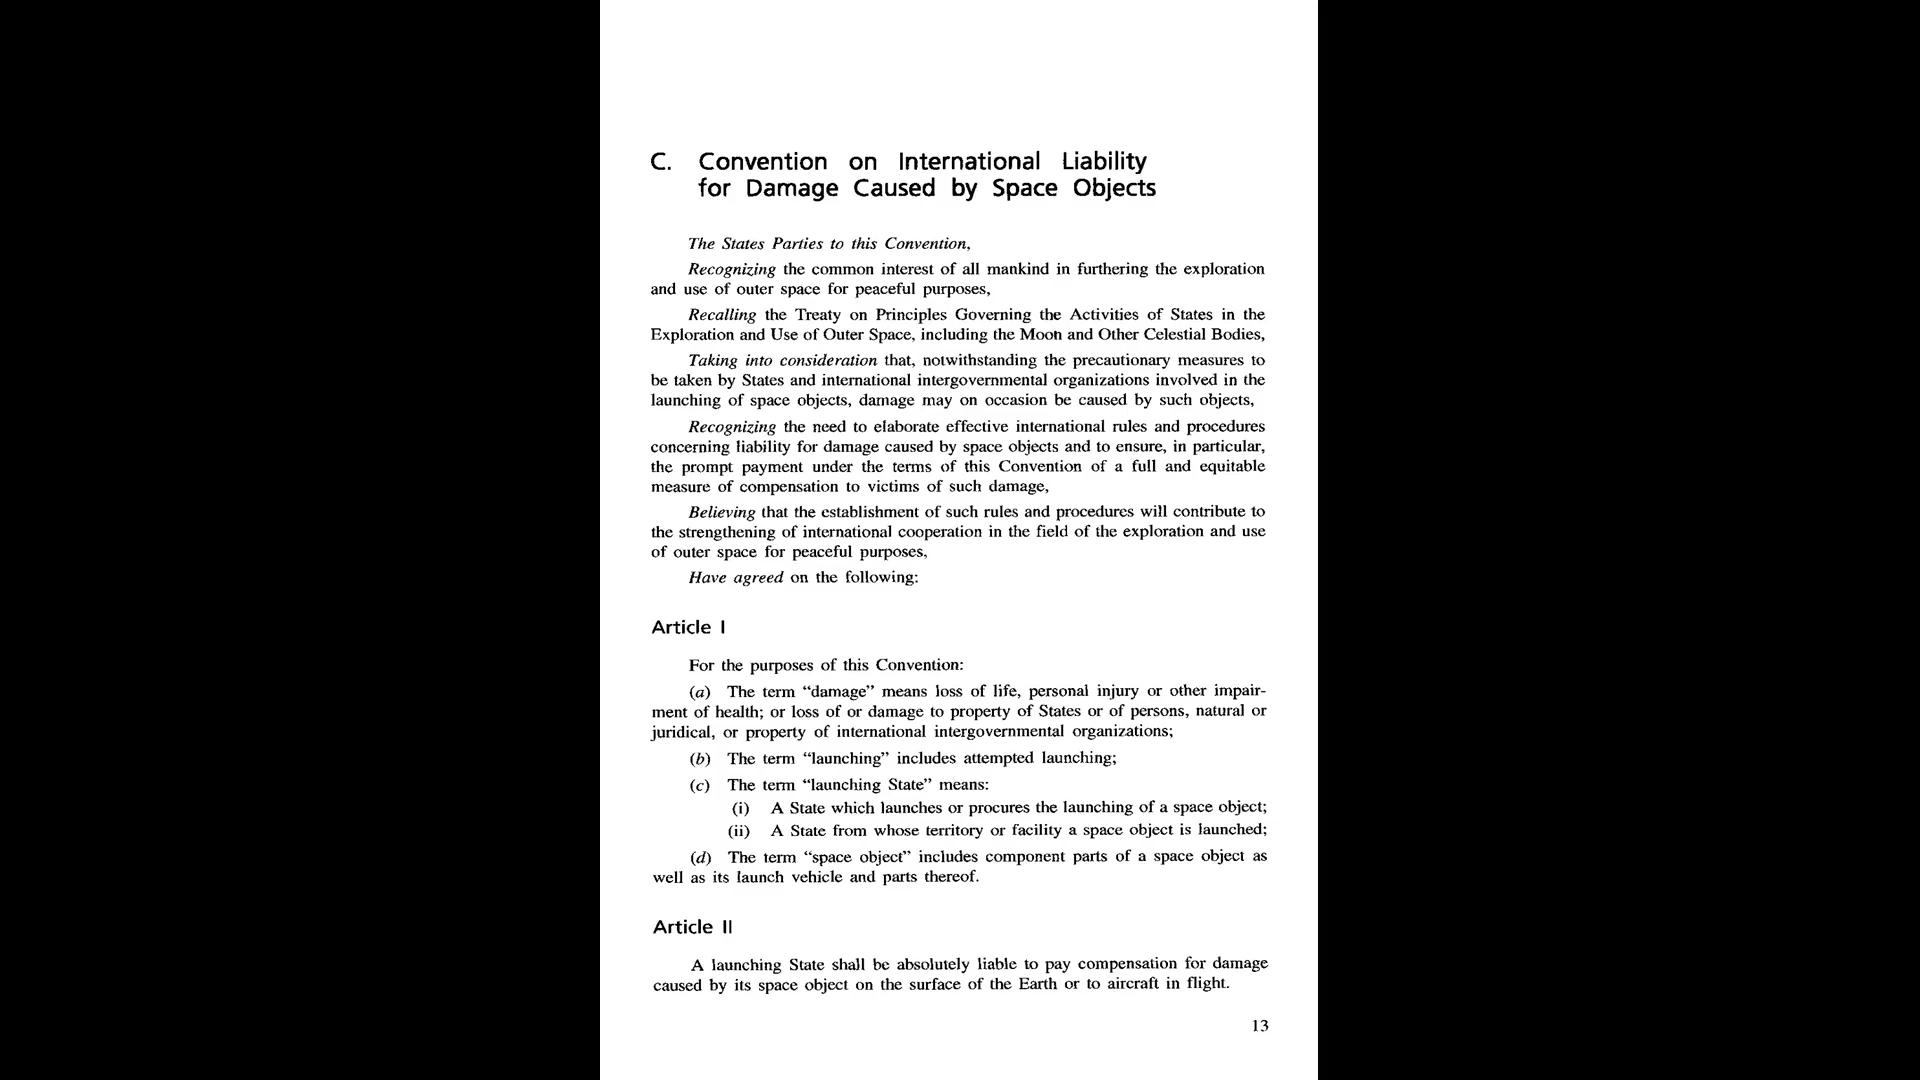 C. Convention on International Liability
for Damage Caused by Space Objects
The States Parties to this Convention,
Recognizing the common interest of all mankind in furthering the exploration
and use of outer space for peaceful purposes,
Recalling the Treaty on Principles Governing the Activities of States in the
Exploration and Use of Outer Space, including the Moon and Other Celestial Bodies,
Taking into consideration that, notwithstanding the precautionary measures to
be taken by States and international intergovernmental organizations involved in the
launching of space objects, damage may on occasion be caused by such objects,
Recognizing the need to elaborate effective international rules and procedures
concerning liability for damage caused by space objects and to ensure, in particular,
the prompt payment under the terms of this Convention of a full and equitable
measure of compensation to victims of such damage,
Believing that the establishment of such rules and procedures will contribute to
the strengthening of international cooperation in the field of the exploration and use
of outer space for peaceful purposes,
Have agreed on the following:
Article I
For the purposes of this Convention:
(a) The term “damage” means loss of life, personal injury or other impair-
ment of health; or loss of or damage to property of States or of persons, natural or
juridical, or property of international intergovernmental organizations;
(b) The term “launching” includes attempted launching;
(c) The term “launching State” means:
(i) A State which launches or procures the launching of a space object;
(ii) A State from whose territory or facility a space object is launched;
(d) The term “space object” includes component parts of a space object as
well as its launch vehicle and parts thereof.
Article II
A launching State shall be absolutely liable to pay compensation for damage
caused by its space object on the surface of the Earth or to aircraft in flight.
13